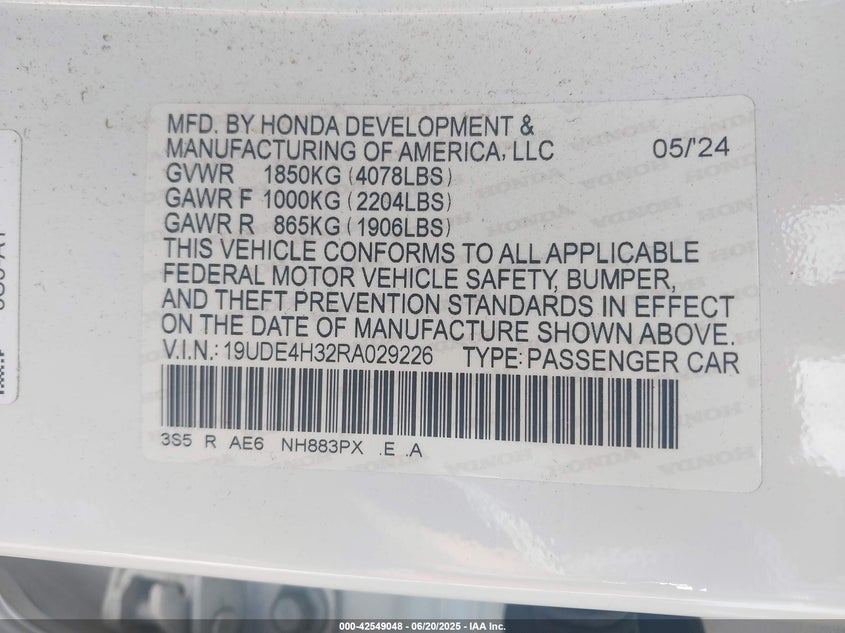 MFD. BY HONDA DEVELOPMENT &
MANUFACTURING OF AMERICA, LLC 05/'24
GVWR 1850KG (4078LBS)
GAWR F 1000KG (2204LBS)
GAWR R 865KG (1906LBS)
THIS VEHICLE CONFORMS TO ALL APPLICABLE
FEDERAL MOTOR VEHICLE SAFETY, BUMPER,
AND THEFT PREVENTION STANDARDS IN EFFECT
ON THE DATE OF MANUFACTURE SHOWN ABOVE.
V.I.N.: 19UDE4H32RA029226 TYPE: PASSENGER CAR
3S5 R AE6 NH883PX .E .A
000-42549048 - 06/20/2025 - IAA Inc.